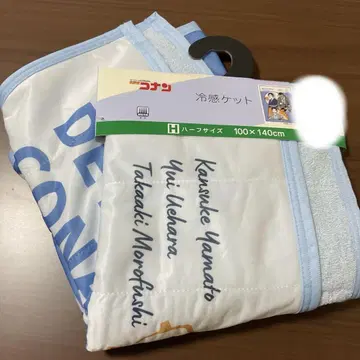 コナン
冷感ケット
H ハーフサイズ 100×140cm
Kansuke Yamato
Yui Uehara
Takaaki Morofushi
DE
CONA